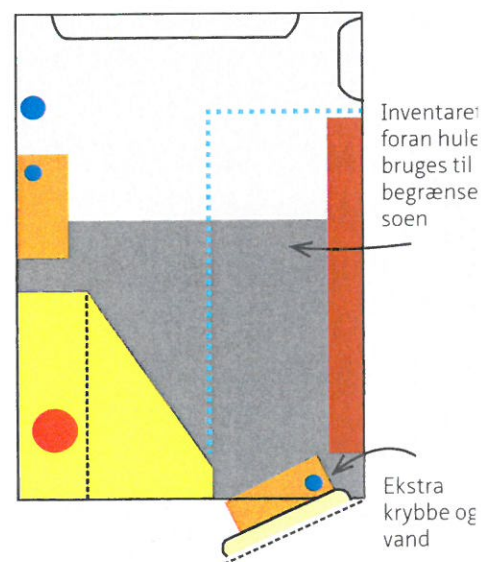 Inventaret
foran hule
bruges til
begrænse
soen
Ekstra
krybbe og
vand